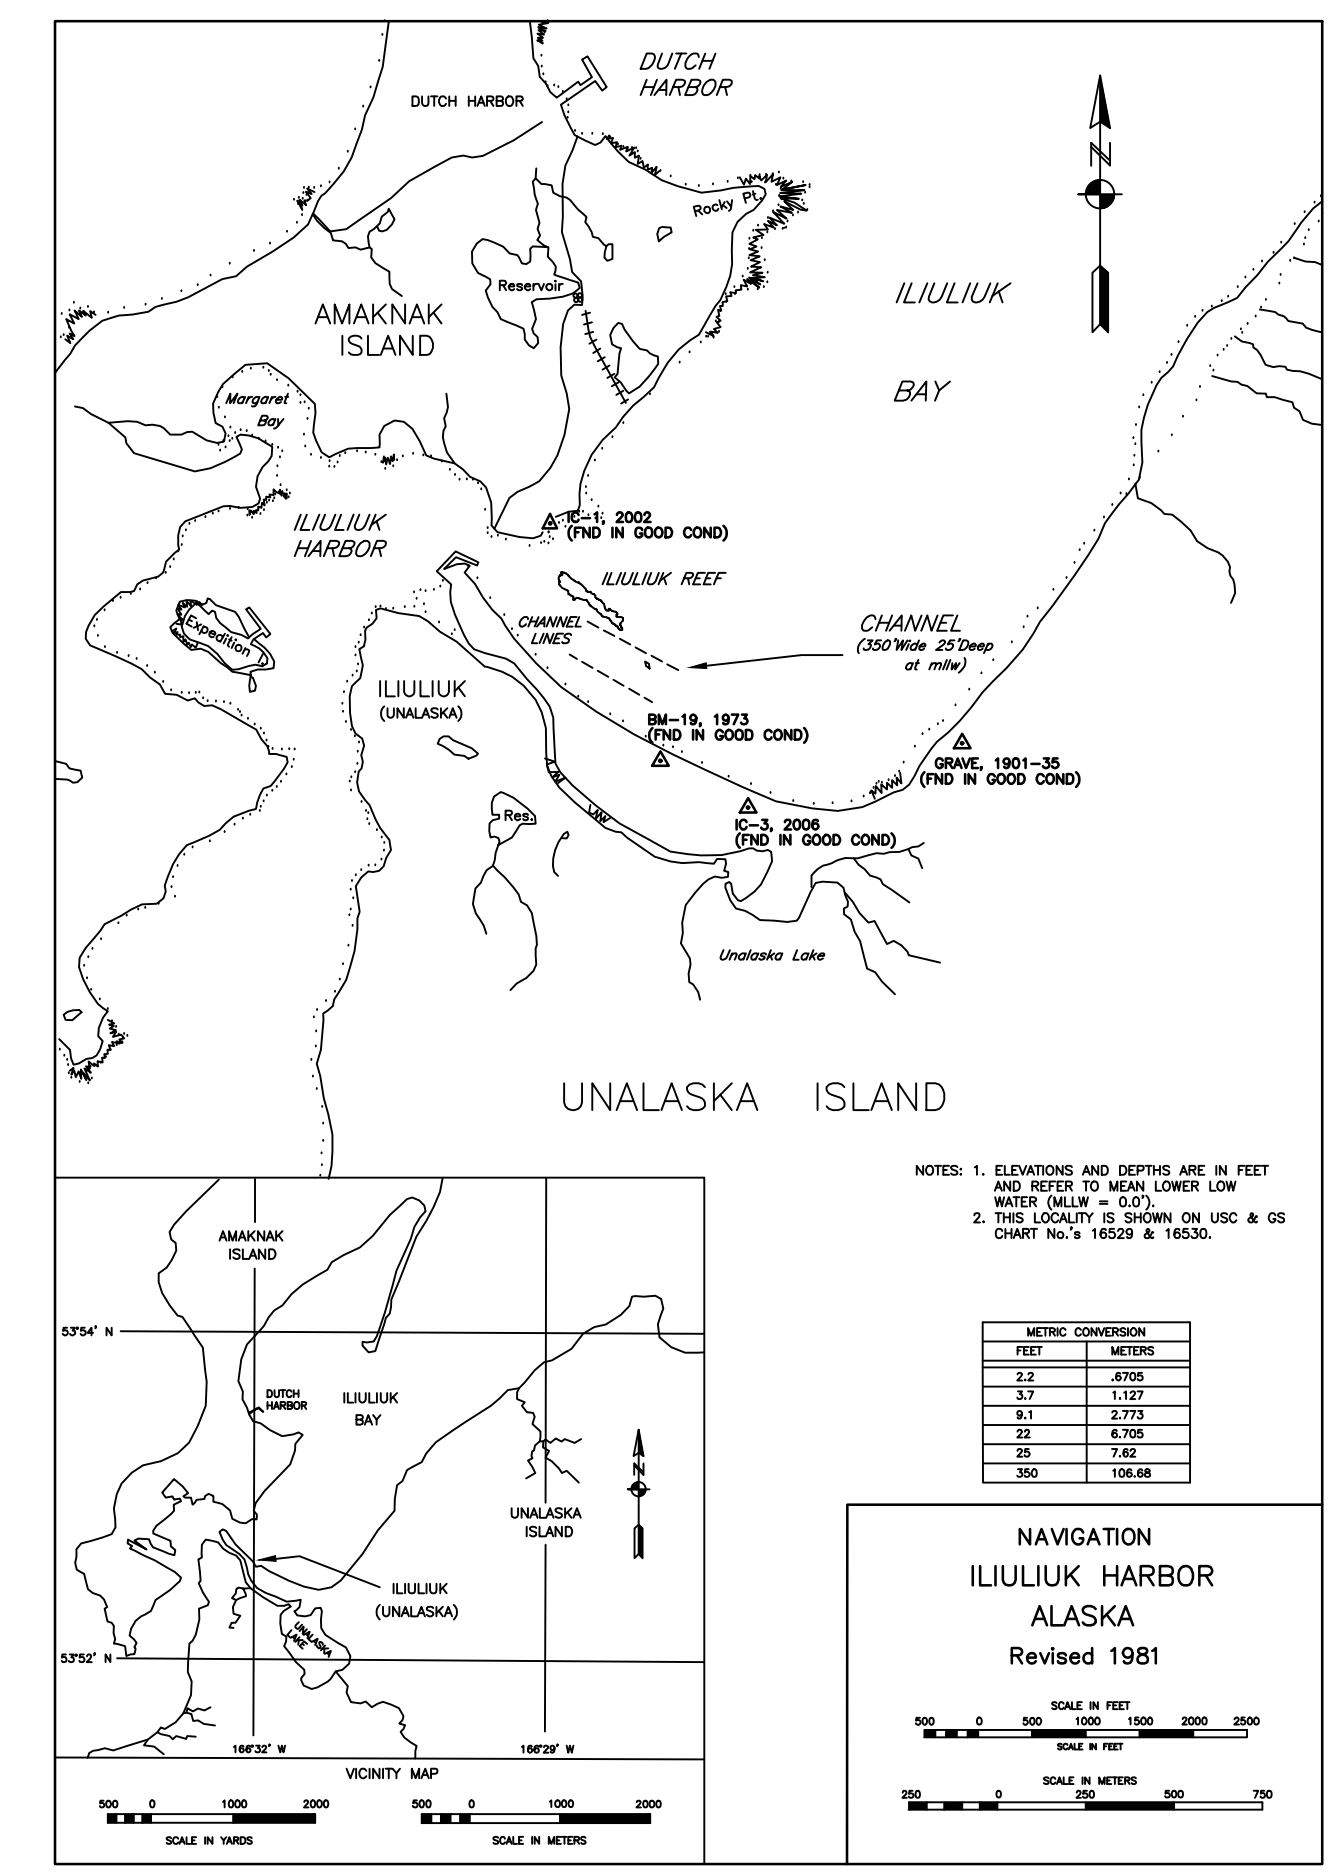 DUTCH
HARBOR
DUTCH HARBOR
N
Rocky Pt.
Reservoir
ILIULIUK
BAY
AMAKNAK
ISLAND
Margaret
Bay
ILIULIUK
HARBOR
IC-1, 2002
(FND IN GOOD COND)
ILIULIUK REEF
CHANNEL
LINES
CHANNEL
(350'Wide 25'Deep
at mllw)
Expedition I.
ILIULIUK
(UNALASKA)
BM-19, 1973
(FND IN GOOD COND)
GRAVE, 1901-35
(FND IN GOOD COND)
Res.
IC-3, 2006
(FND IN GOOD COND)
Unalaska Lake
UNALASKA ISLAND
NOTES: 1. ELEVATIONS AND DEPTHS ARE IN FEET
AND REFER TO MEAN LOWER LOW
WATER (MLLW = 0.0').
2. THIS LOCALITY IS SHOWN ON USC & GS
CHART No.'s 16529 & 16530.
METRIC CONVERSION
FEET METERS
2.2 .6705
3.7 1.127
9.1 2.773
22 6.705
25 7.62
350 106.68
AMAKNAK
ISLAND
53°54' N
DUTCH
HARBOR
ILIULIUK
BAY
N
UNALASKA
ISLAND
ILIULIUK
(UNALASKA)
UNALASKA
LAKE
53°52' N
166°32' W
166°29' W
VICINITY MAP
500 0 1000 2000
SCALE IN YARDS
500 0 1000 2000
SCALE IN METERS
NAVIGATION
ILIULIUK HARBOR
ALASKA
Revised 1981
SCALE IN FEET
500 0 500 1000 1500 2000 2500
SCALE IN FEET
SCALE IN METERS
250 0 250 500 750